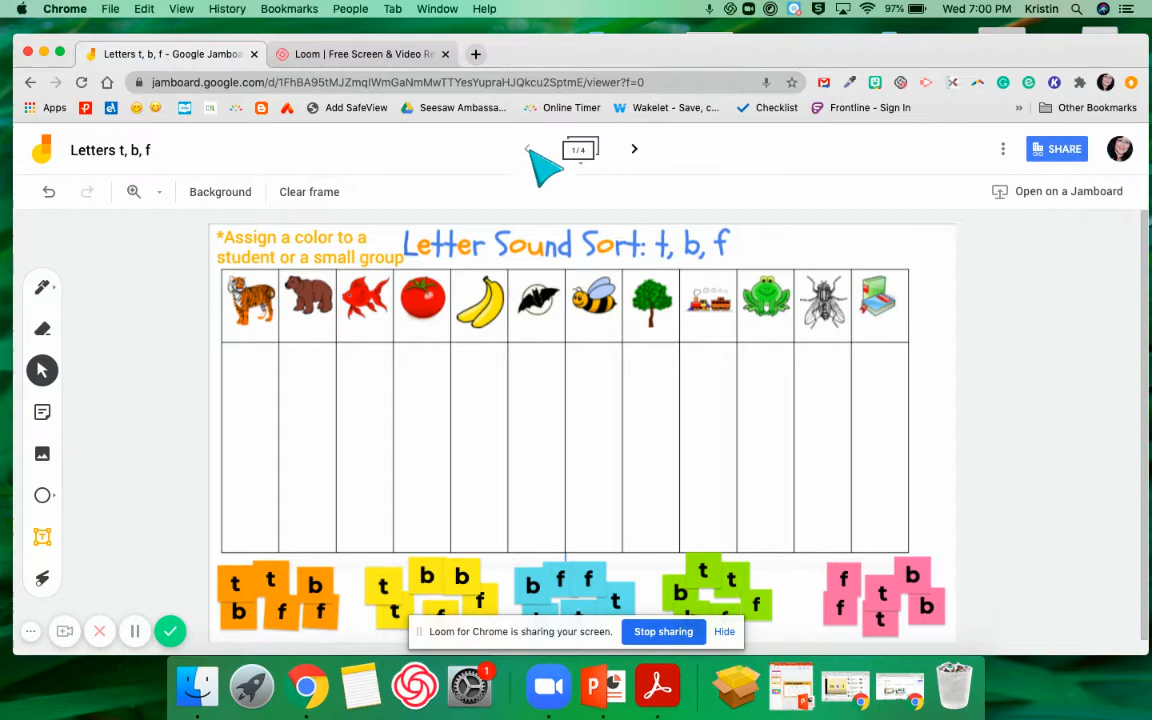 Chrome File Edit View History Bookmarks People Tab Window Help 97% Wed 7:00 PM Kristin
Letters t, b, f - Google Jamboa Loom | Free Screen & Video Re
jamboard.google.com/d/1FhBA95tMJZmqIWmGaNmMwTTYesYupraHJQkcu2SptmE/viewer?f=0
Apps Add SafeView Seesaw Ambassa... Online Timer Wakelet - Save, c... Checklist Frontline - Sign In » Other Bookmarks
Letters t, b, f 1/4 SHARE
Background Clear frame Open on a Jamboard
*Assign a color to a
student or a small group
Letter Sound Sort: t, b, f
t t b
b f f
t b b
t f f
b f f
t
t t
b f
f b
f t b
t
Loom for Chrome is sharing your screen. Stop sharing Hide
1